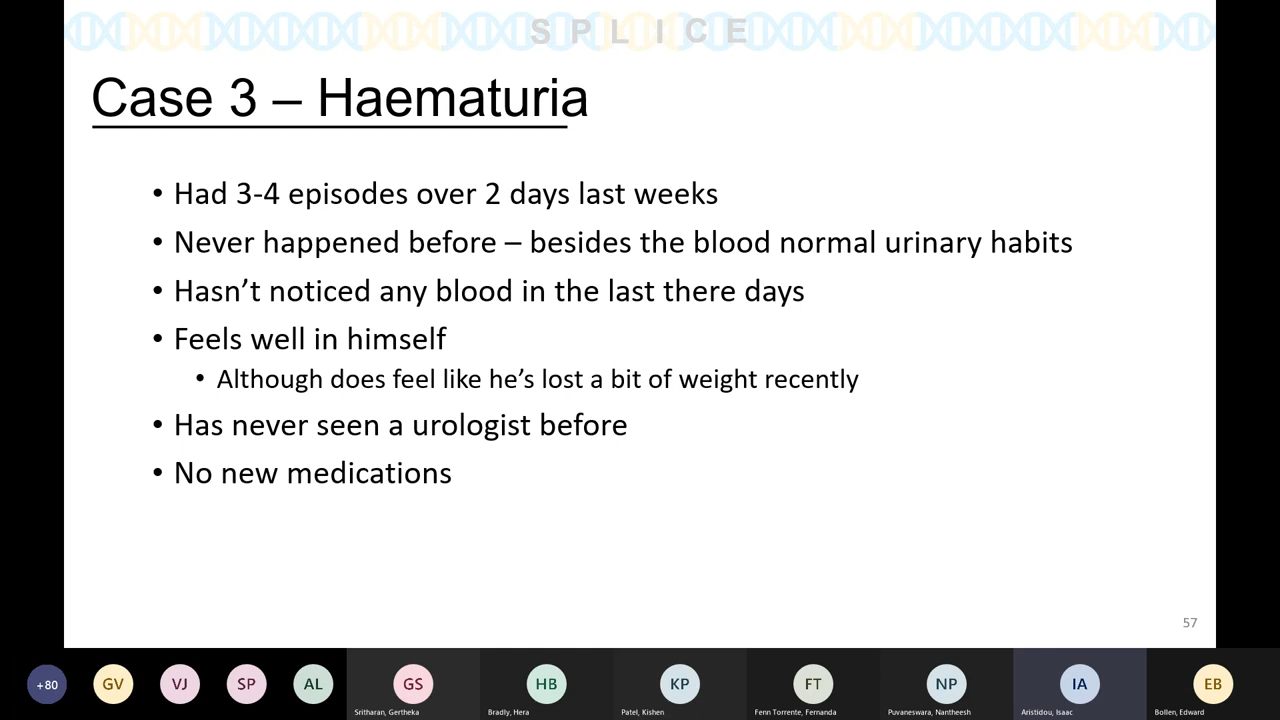 S P L I C E
Case 3 – Haematuria
• Had 3-4 episodes over 2 days last weeks
• Never happened before – besides the blood normal urinary habits
• Hasn’t noticed any blood in the last there days
• Feels well in himself
• Although does feel like he’s lost a bit of weight recently
• Has never seen a urologist before
• No new medications
57
+80 GV VJ SP AL GS HB KP FT NP IA EB
Sritharan, Gertheka Bradly, Hera Patel, Kishen Fenn Torrente, Fernanda Puvaneswara, Nantheesh Aristidou, Isaac Bollen, Edward